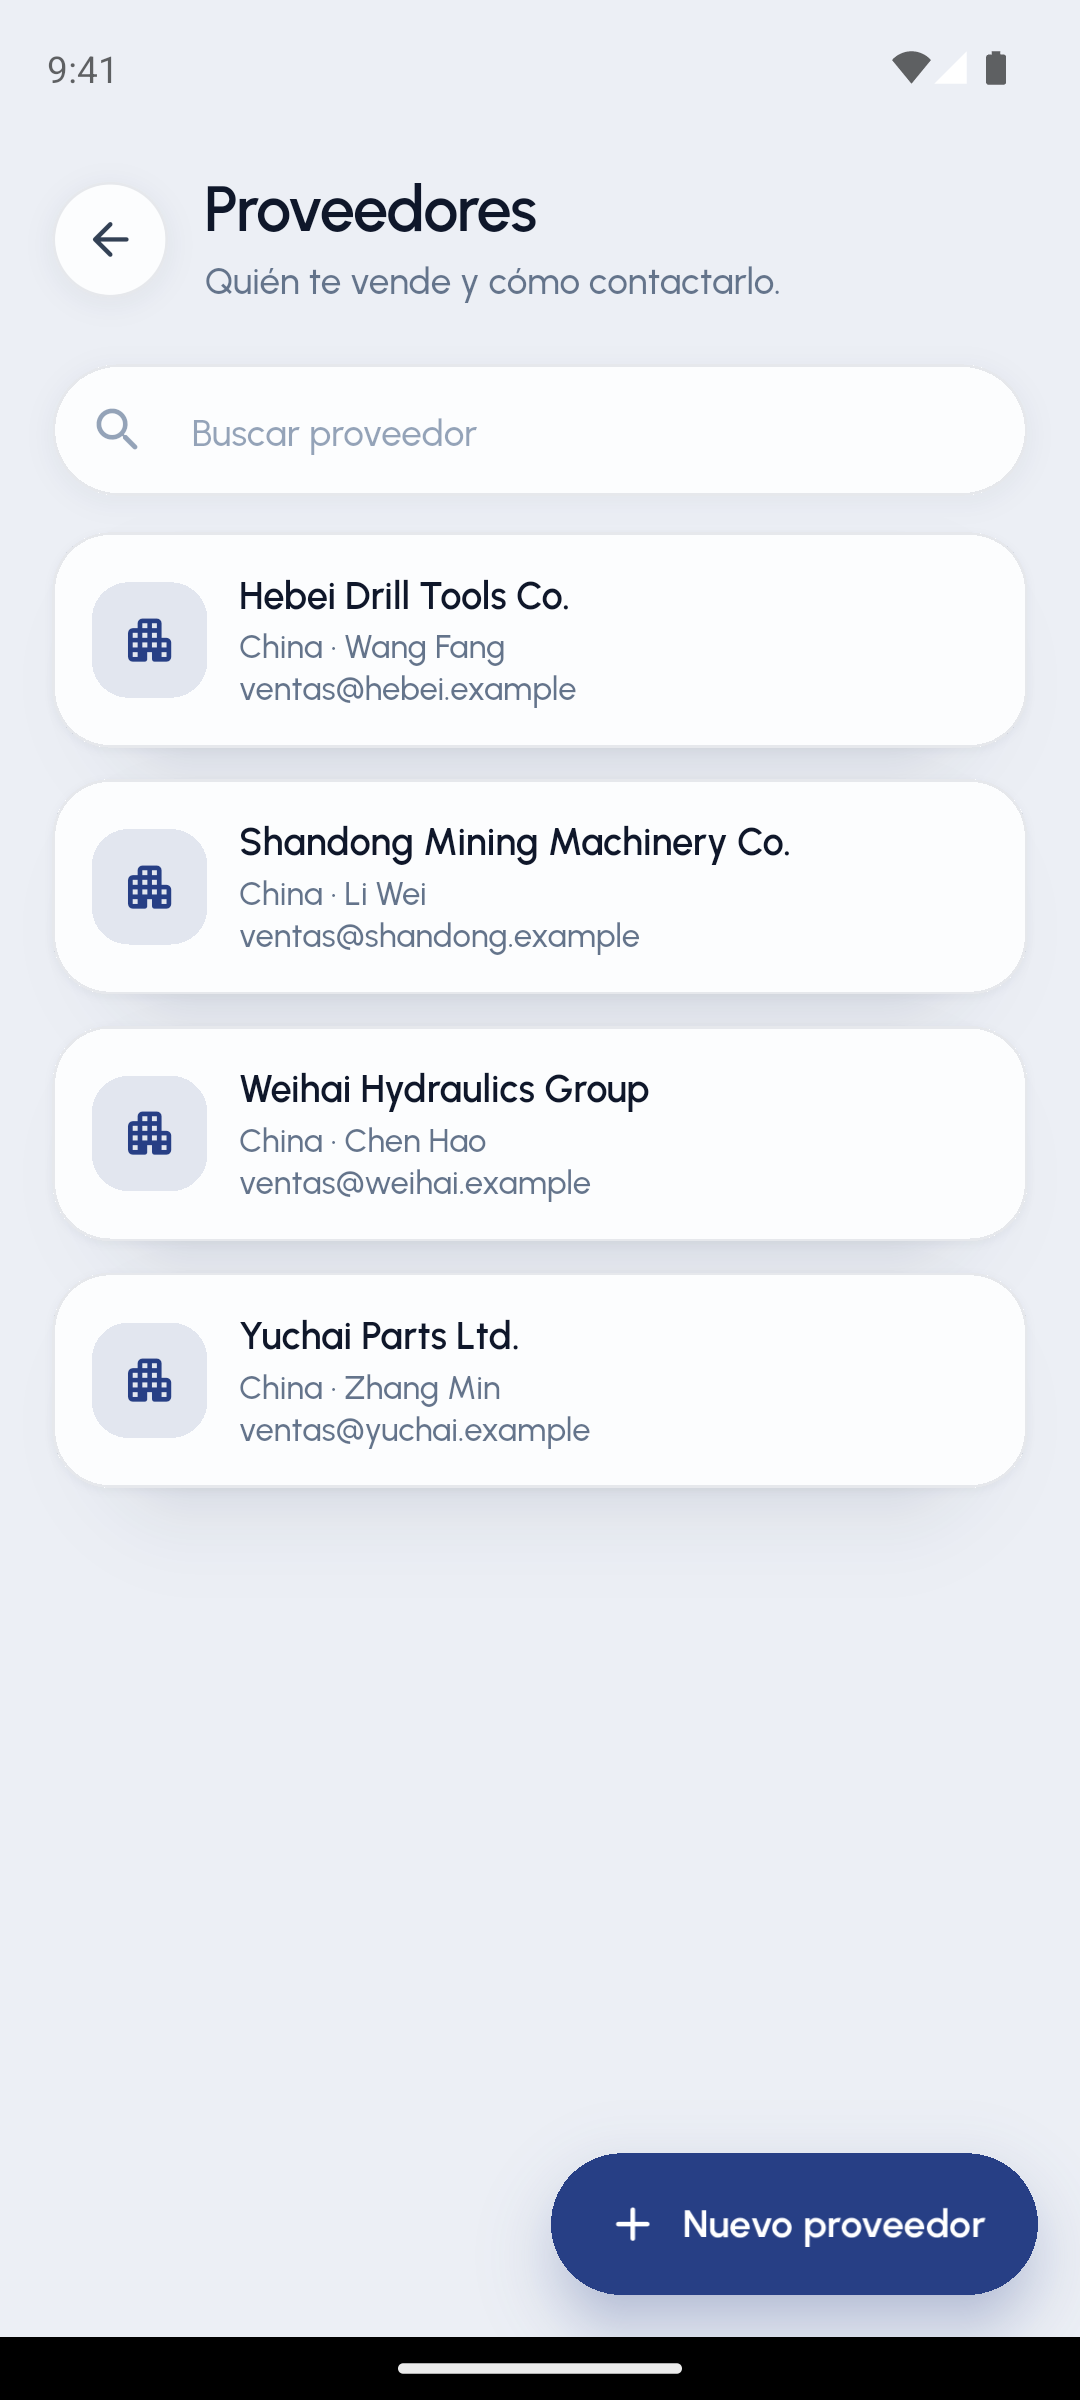 9:41
Proveedores
Quién te vende y cómo contactarlo.
Buscar proveedor
Hebei Drill Tools Co.
China · Wang Fang
ventas@hebei.example
Shandong Mining Machinery Co.
China · Li Wei
ventas@shandong.example
Weihai Hydraulics Group
China · Chen Hao
ventas@weihai.example
Yuchai Parts Ltd.
China · Zhang Min
ventas@yuchai.example
Nuevo proveedor